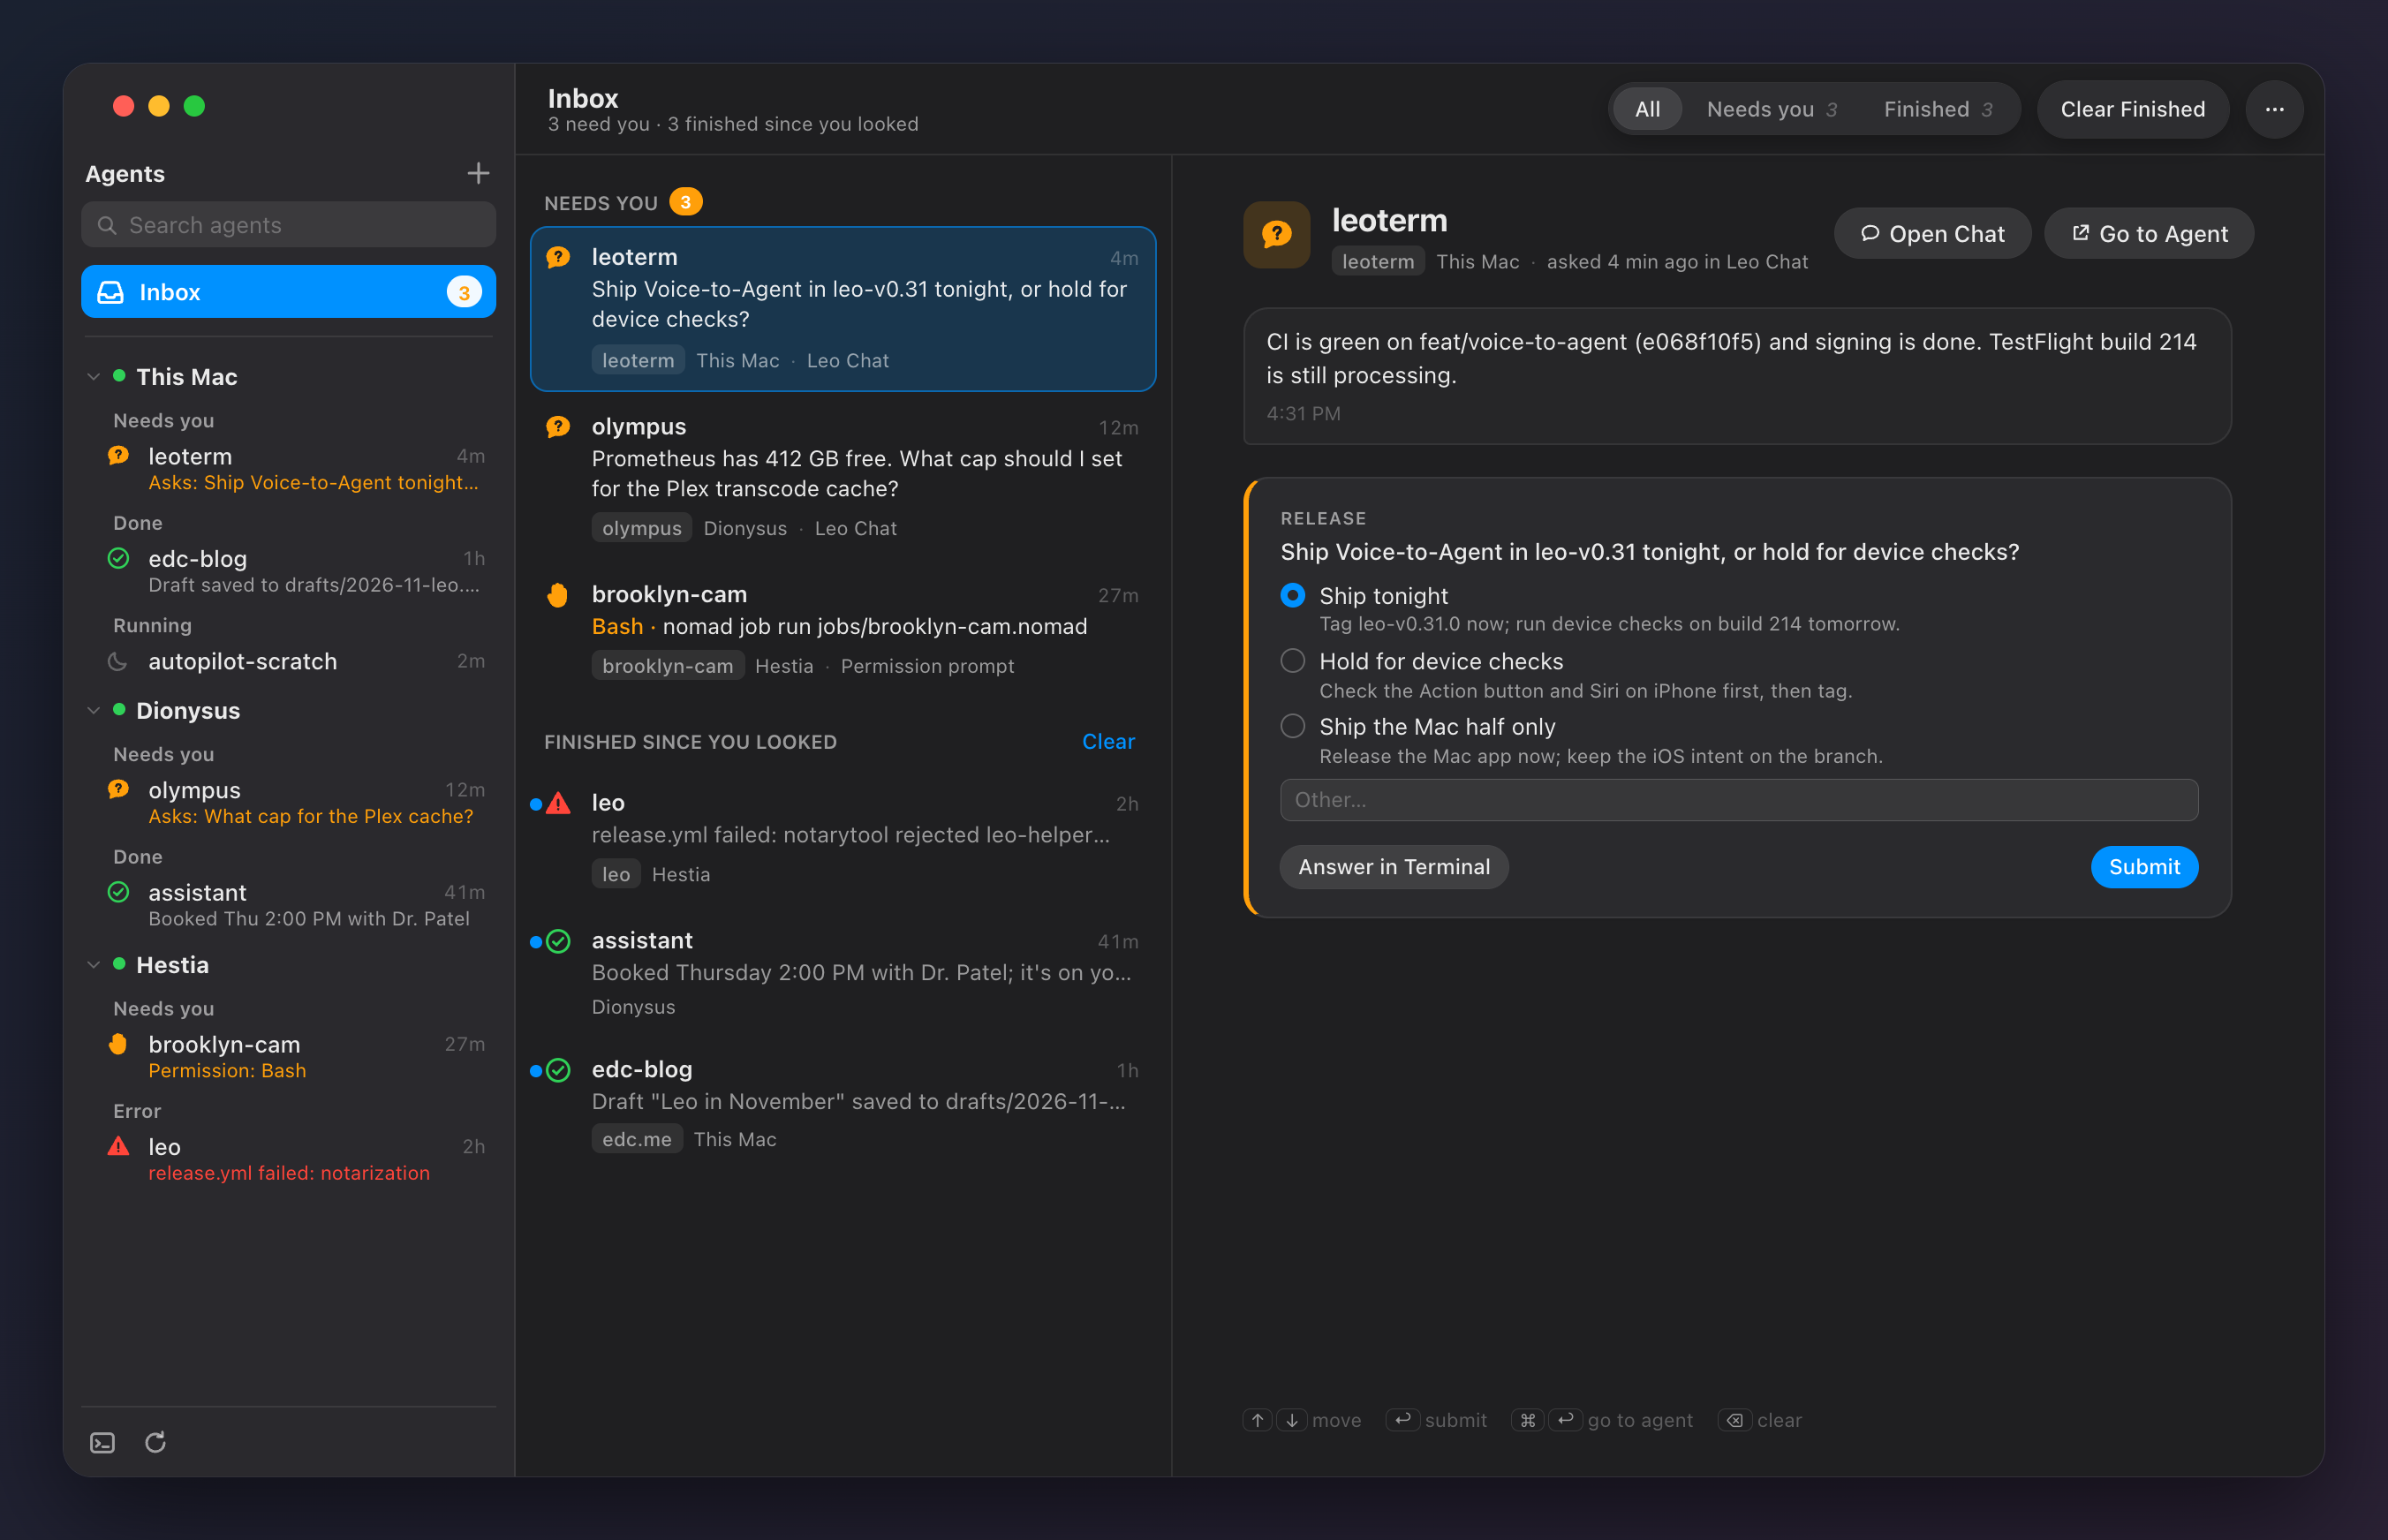 Agents
Search agents
Inbox 3
This Mac
Needs you
leoterm 4m
Asks: Ship Voice-to-Agent tonight...
Done
edc-blog 1h
Draft saved to drafts/2026-11-leo....
Running
autopilot-scratch 2m
Dionysus
Needs you
olympus 12m
Asks: What cap for the Plex cache?
Done
assistant 41m
Booked Thu 2:00 PM with Dr. Patel
Hestia
Needs you
brooklyn-cam 27m
Permission: Bash
Error
leo 2h
release.yml failed: notarization
Inbox
3 need you · 3 finished since you looked
All Needs you 3 Finished 3 Clear Finished ...
NEEDS YOU 3
leoterm 4m
Ship Voice-to-Agent in leo-v0.31 tonight, or hold for
device checks?
leoterm This Mac · Leo Chat
olympus 12m
Prometheus has 412 GB free. What cap should I set
for the Plex transcode cache?
olympus Dionysus · Leo Chat
brooklyn-cam 27m
Bash · nomad job run jobs/brooklyn-cam.nomad
brooklyn-cam Hestia · Permission prompt
FINISHED SINCE YOU LOOKED Clear
leo 2h
release.yml failed: notarytool rejected leo-helper...
leo Hestia
assistant 41m
Booked Thursday 2:00 PM with Dr. Patel; it's on yo...
Dionysus
edc-blog 1h
Draft "Leo in November" saved to drafts/2026-11-...
edc.me This Mac
leoterm
leoterm This Mac · asked 4 min ago in Leo Chat
Open Chat Go to Agent
CI is green on feat/voice-to-agent (e068f10f5) and signing is done. TestFlight build 214
is still processing.
4:31 PM
RELEASE
Ship Voice-to-Agent in leo-v0.31 tonight, or hold for device checks?
Ship tonight
Tag leo-v0.31.0 now; run device checks on build 214 tomorrow.
Hold for device checks
Check the Action button and Siri on iPhone first, then tag.
Ship the Mac half only
Release the Mac app now; keep the iOS intent on the branch.
Other...
Answer in Terminal Submit
↑ ↓ move ↩ submit ⌘ ↩ go to agent ⌫ clear